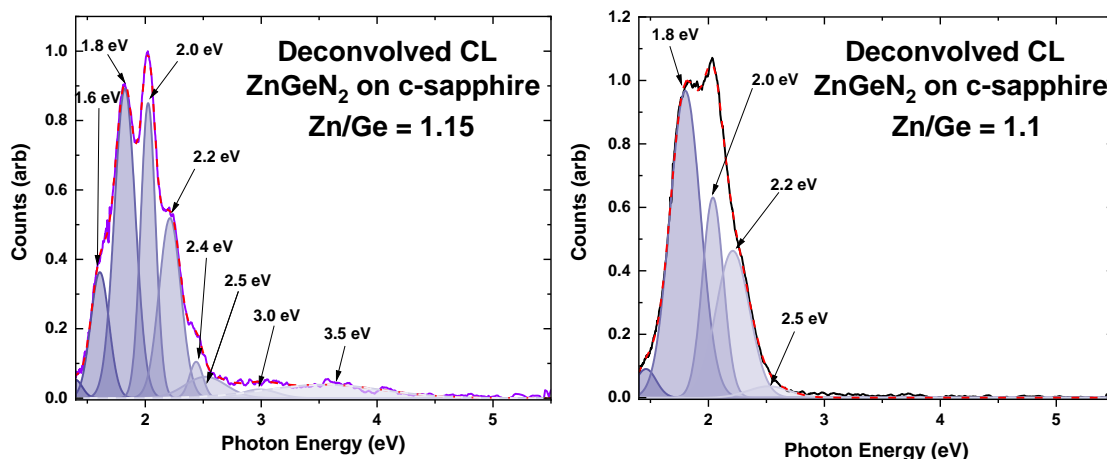 Deconvolved CL
ZnGeN₂ on c-sapphire
Zn/Ge = 1.15
1.6 eV
1.8 eV
2.0 eV
2.2 eV
2.4 eV
2.5 eV
3.0 eV
3.5 eV
Counts (arb)
1.0
0.8
0.6
0.4
0.2
0.0
2
3
4
5
Photon Energy (eV)
Deconvolved CL
ZnGeN₂ on c-sapphire
Zn/Ge = 1.1
1.8 eV
2.0 eV
2.2 eV
2.5 eV
Counts (arb)
1.2
1.0
0.8
0.6
0.4
0.2
0.0
2
3
4
5
Photon Energy (eV)